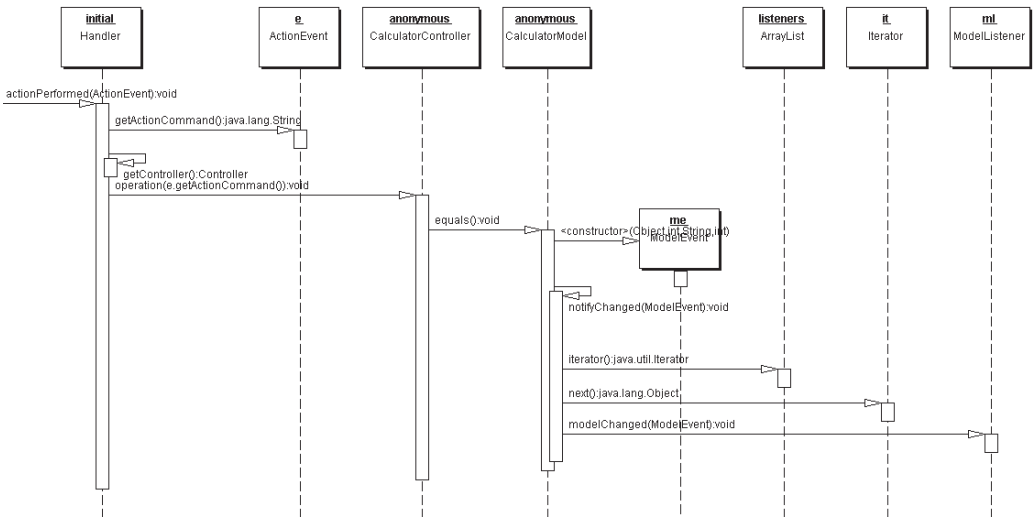 initial
Handler
e
ActionEvent
anonymous
CalculatorController
anonymous
CalculatorModel
listeners
ArrayList
it
Iterator
ml
ModelListener
actionPerformed(ActionEvent):void
getActionCommand():java.lang.String
getController():Controller
operation(e.getActionCommand()):void
equals():void
<constructor>(Object,int,String,int)
me
ModelEvent
notifyChanged(ModelEvent):void
iterator():java.util.Iterator
next():java.lang.Object
modelChanged(ModelEvent):void